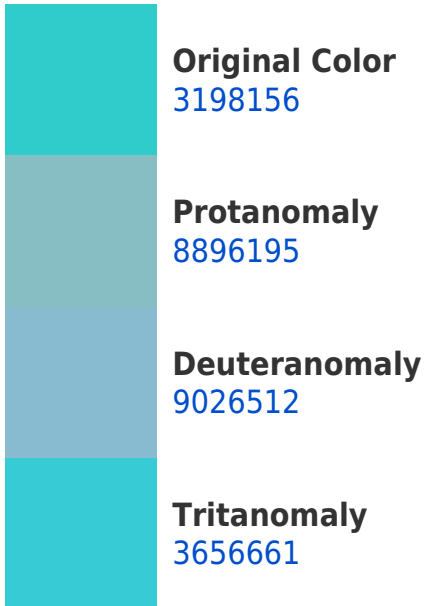 Original Color
3198156
Protanomaly
8896195
Deuteranomaly
9026512
Tritanomaly
3656661